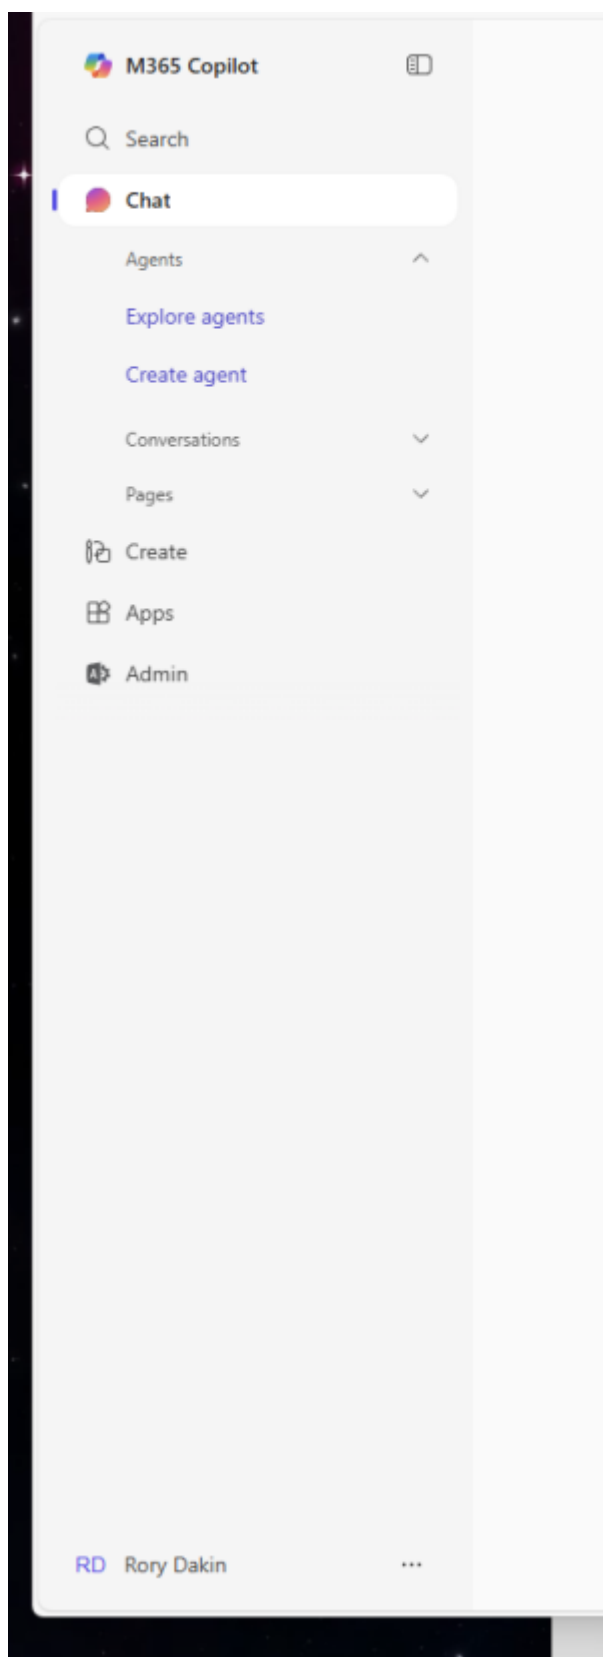 M365 Copilot
Search
Chat
Agents
Explore agents
Create agent
Conversations
Pages
Create
Apps
Admin
RD Rory Dakin